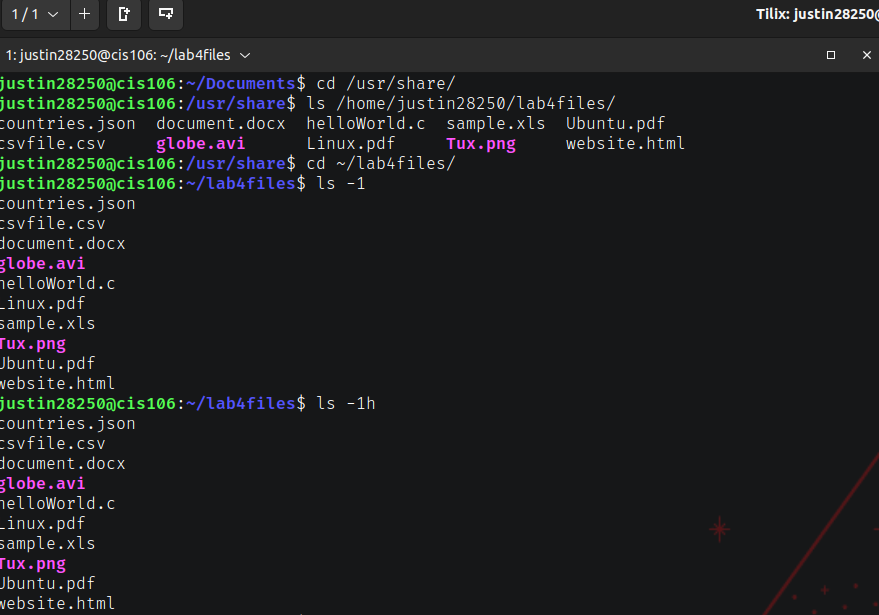 1 / 1
Tilix: justin28250@
1: justin28250@cis106: ~/lab4files
justin28250@cis106:~/Documents$ cd /usr/share/
justin28250@cis106:/usr/share$ ls /home/justin28250/lab4files/
countries.json document.docx helloWorld.c sample.xls Ubuntu.pdf
csvfile.csv globe.avi Linux.pdf Tux.png website.html
justin28250@cis106:/usr/share$ cd ~/lab4files/
justin28250@cis106:~/lab4files$ ls -1
countries.json
csvfile.csv
document.docx
globe.avi
helloWorld.c
Linux.pdf
sample.xls
Tux.png
Ubuntu.pdf
website.html
justin28250@cis106:~/lab4files$ ls -1h
countries.json
csvfile.csv
document.docx
globe.avi
helloWorld.c
Linux.pdf
sample.xls
Tux.png
Ubuntu.pdf
website.html